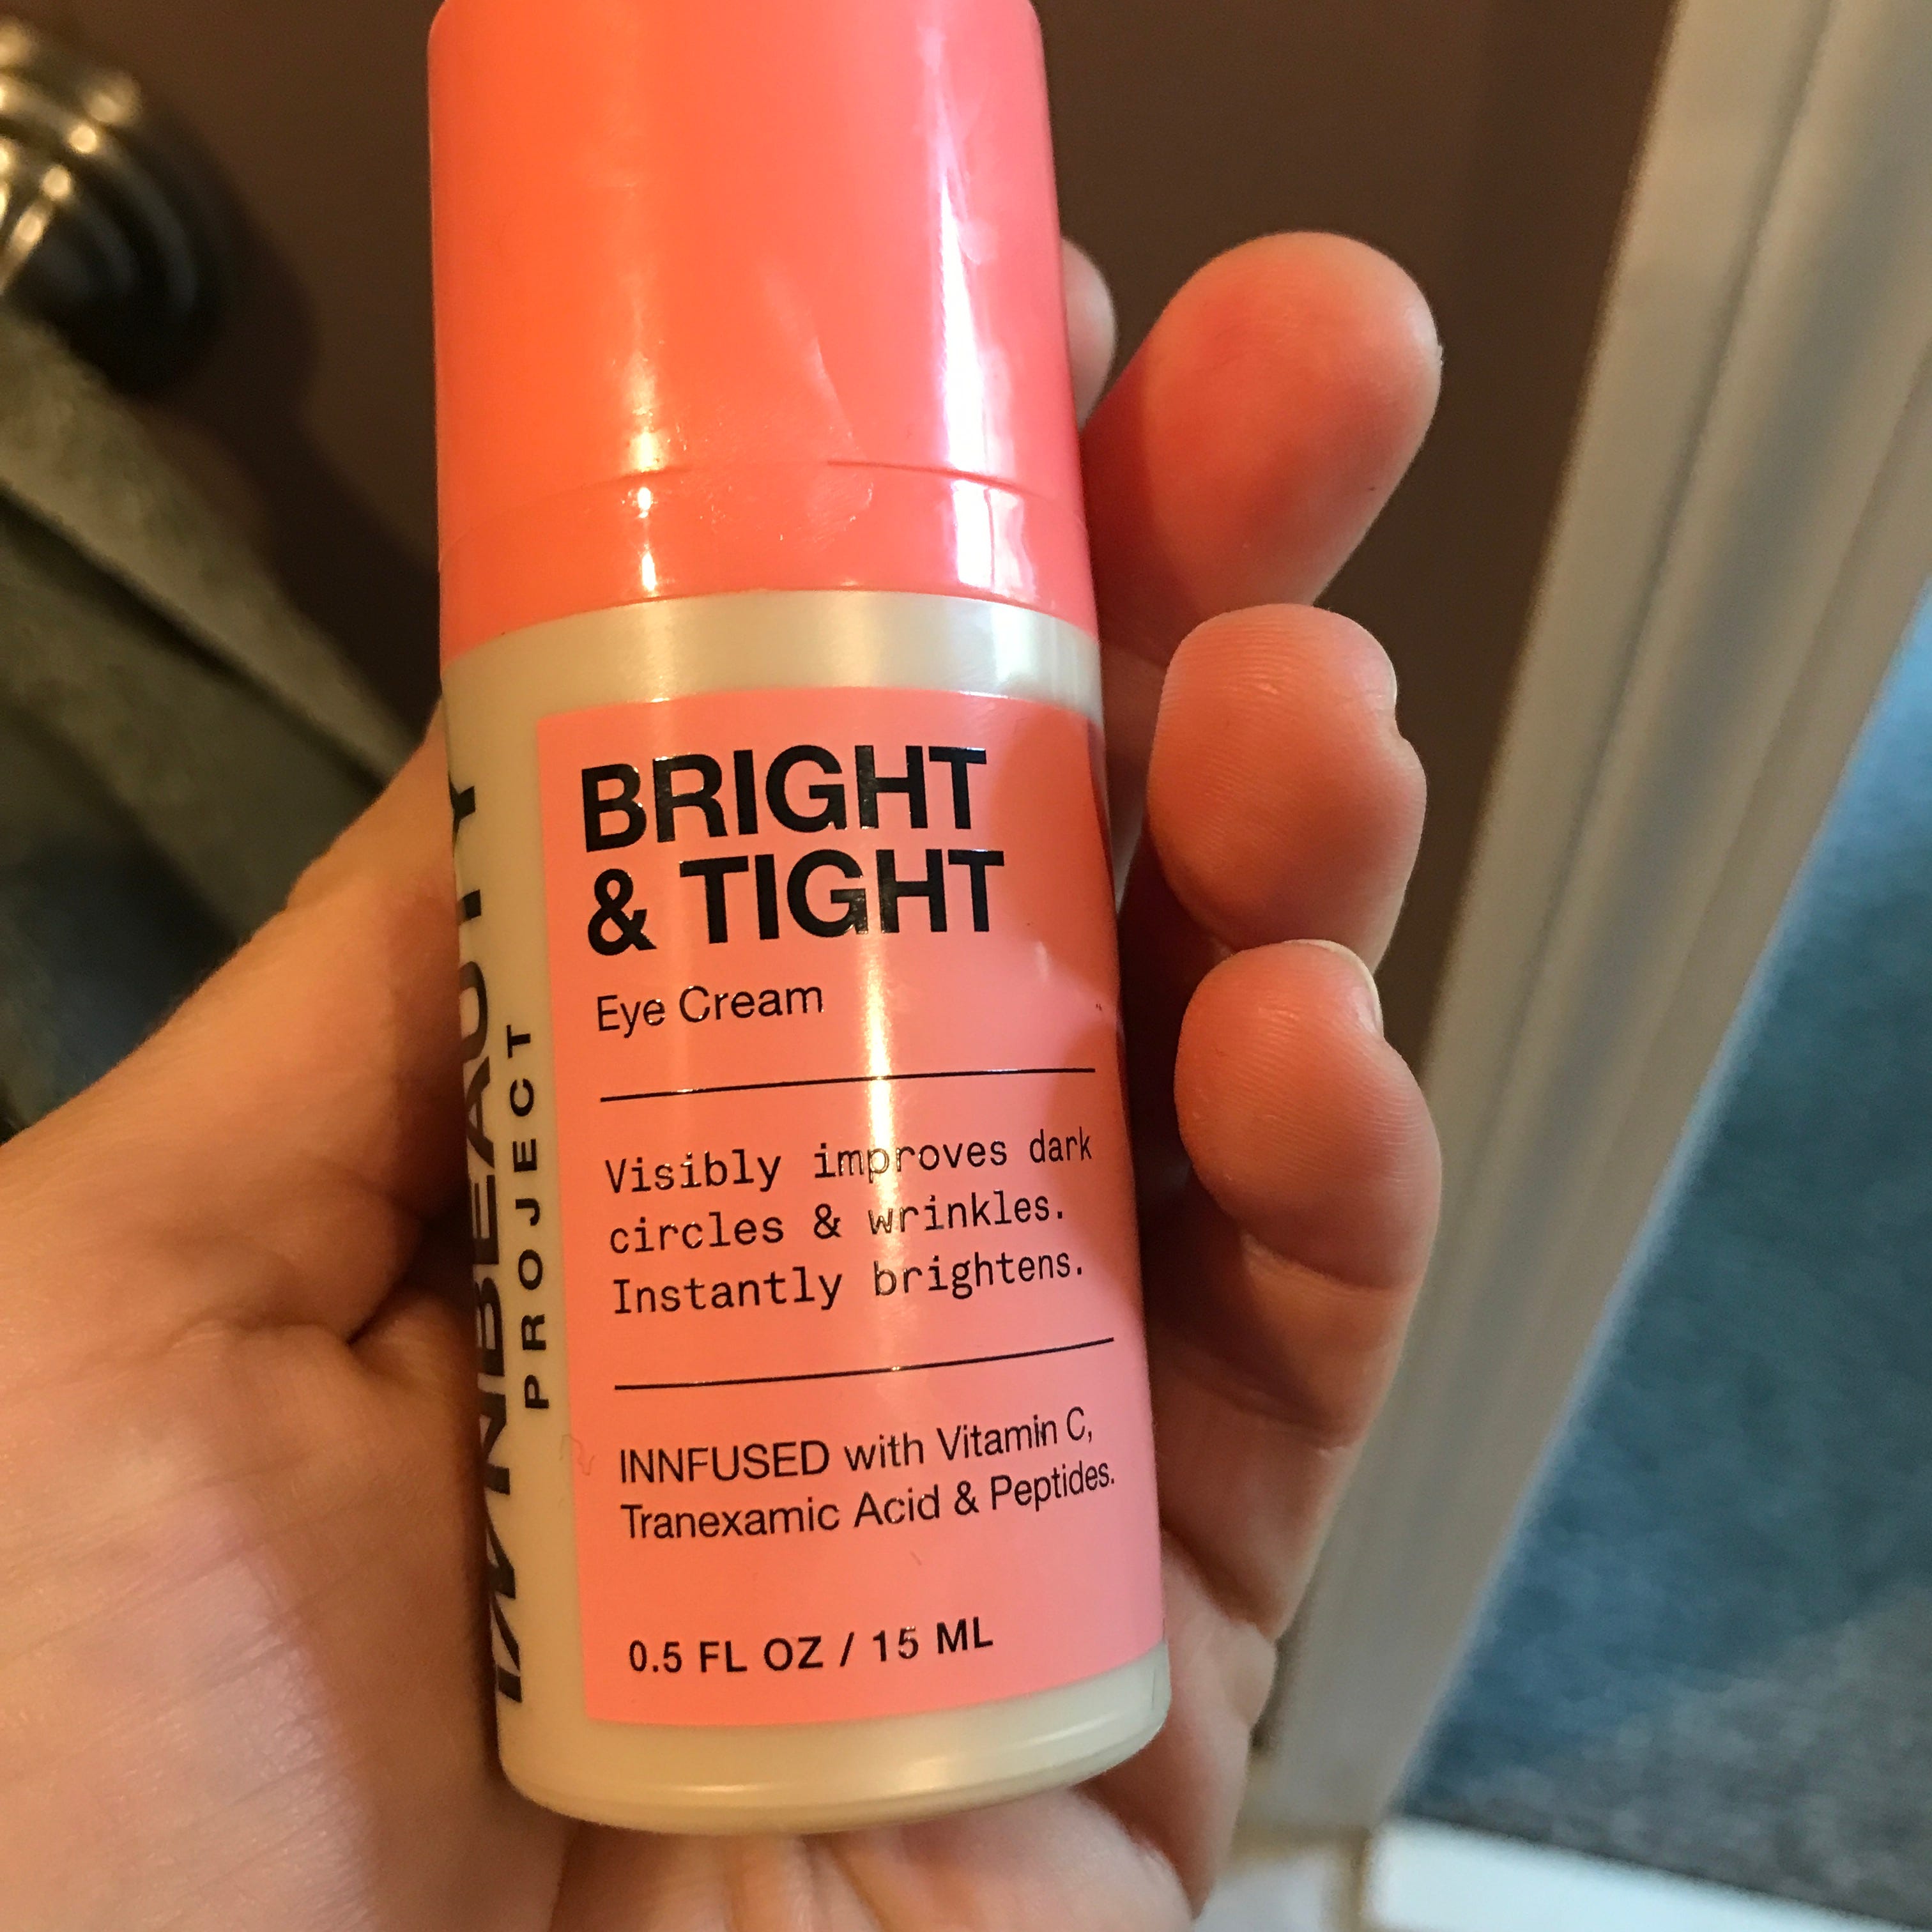 BRIGHT
& TIGHT
Eye Cream
Visibly improves dark
circles & wrinkles.
Instantly brightens.
INNFUSED with Vitamin C,
Tranexamic Acid & Peptides.
0.5 FL OZ / 15 ML
INNBEAUTY
PROJECT